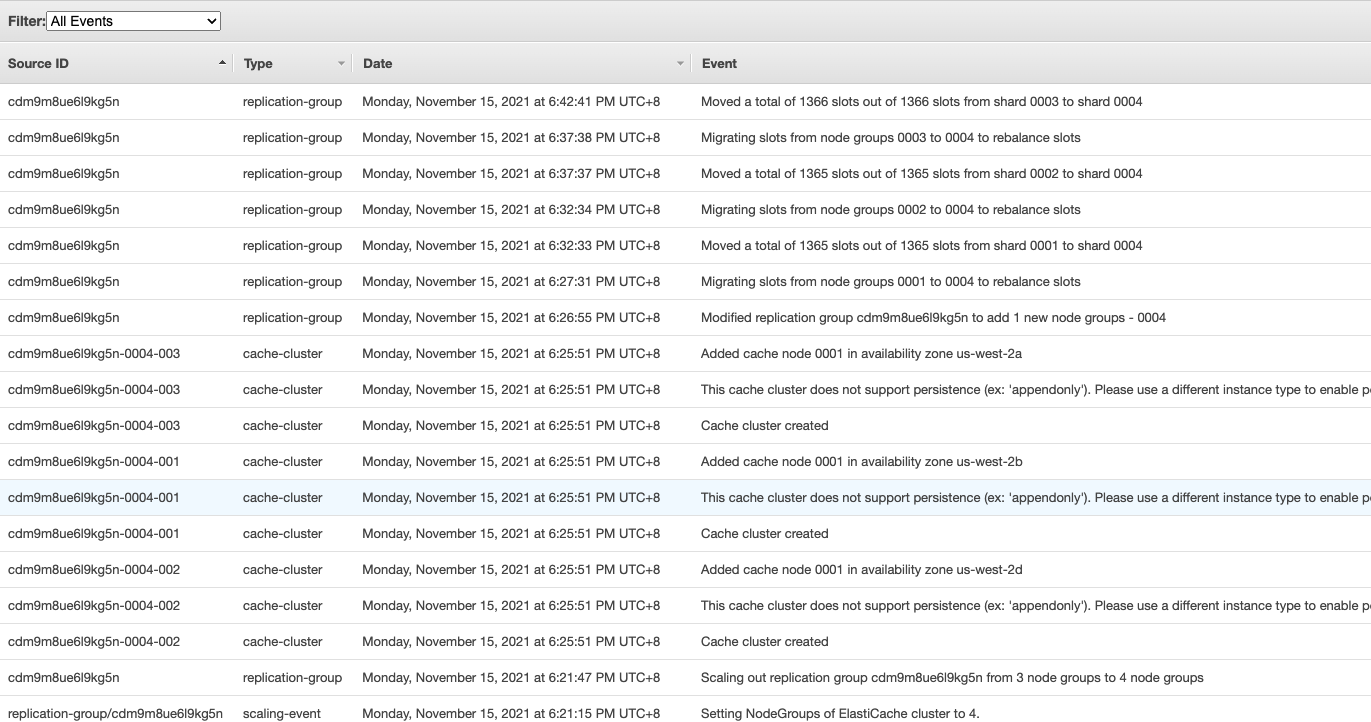 Filter: All Events
Source ID Type Date Event
cdm9m8ue6l9kg5n replication-group Monday, November 15, 2021 at 6:42:41 PM UTC+8 Moved a total of 1366 slots out of 1366 slots from shard 0003 to shard 0004
cdm9m8ue6l9kg5n replication-group Monday, November 15, 2021 at 6:37:38 PM UTC+8 Migrating slots from node groups 0003 to 0004 to rebalance slots
cdm9m8ue6l9kg5n replication-group Monday, November 15, 2021 at 6:37:37 PM UTC+8 Moved a total of 1365 slots out of 1365 slots from shard 0002 to shard 0004
cdm9m8ue6l9kg5n replication-group Monday, November 15, 2021 at 6:32:34 PM UTC+8 Migrating slots from node groups 0002 to 0004 to rebalance slots
cdm9m8ue6l9kg5n replication-group Monday, November 15, 2021 at 6:32:33 PM UTC+8 Moved a total of 1365 slots out of 1365 slots from shard 0001 to shard 0004
cdm9m8ue6l9kg5n replication-group Monday, November 15, 2021 at 6:27:31 PM UTC+8 Migrating slots from node groups 0001 to 0004 to rebalance slots
cdm9m8ue6l9kg5n replication-group Monday, November 15, 2021 at 6:26:55 PM UTC+8 Modified replication group cdm9m8ue6l9kg5n to add 1 new node groups - 0004
cdm9m8ue6l9kg5n-0004-003 cache-cluster Monday, November 15, 2021 at 6:25:51 PM UTC+8 Added cache node 0001 in availability zone us-west-2a
cdm9m8ue6l9kg5n-0004-003 cache-cluster Monday, November 15, 2021 at 6:25:51 PM UTC+8 This cache cluster does not support persistence (ex: 'appendonly'). Please use a different instance type to enable
cdm9m8ue6l9kg5n-0004-003 cache-cluster Monday, November 15, 2021 at 6:25:51 PM UTC+8 Cache cluster created
cdm9m8ue6l9kg5n-0004-001 cache-cluster Monday, November 15, 2021 at 6:25:51 PM UTC+8 Added cache node 0001 in availability zone us-west-2b
cdm9m8ue6l9kg5n-0004-001 cache-cluster Monday, November 15, 2021 at 6:25:51 PM UTC+8 This cache cluster does not support persistence (ex: 'appendonly'). Please use a different instance type to enable
cdm9m8ue6l9kg5n-0004-001 cache-cluster Monday, November 15, 2021 at 6:25:51 PM UTC+8 Cache cluster created
cdm9m8ue6l9kg5n-0004-002 cache-cluster Monday, November 15, 2021 at 6:25:51 PM UTC+8 Added cache node 0001 in availability zone us-west-2d
cdm9m8ue6l9kg5n-0004-002 cache-cluster Monday, November 15, 2021 at 6:25:51 PM UTC+8 This cache cluster does not support persistence (ex: 'appendonly'). Please use a different instance type to enable
cdm9m8ue6l9kg5n-0004-002 cache-cluster Monday, November 15, 2021 at 6:25:51 PM UTC+8 Cache cluster created
cdm9m8ue6l9kg5n replication-group Monday, November 15, 2021 at 6:21:47 PM UTC+8 Scaling out replication group cdm9m8ue6l9kg5n from 3 node groups to 4 node groups
replication-group/cdm9m8ue6l9kg5n scaling-event Monday, November 15, 2021 at 6:21:15 PM UTC+8 Setting NodeGroups of ElastiCache cluster to 4.